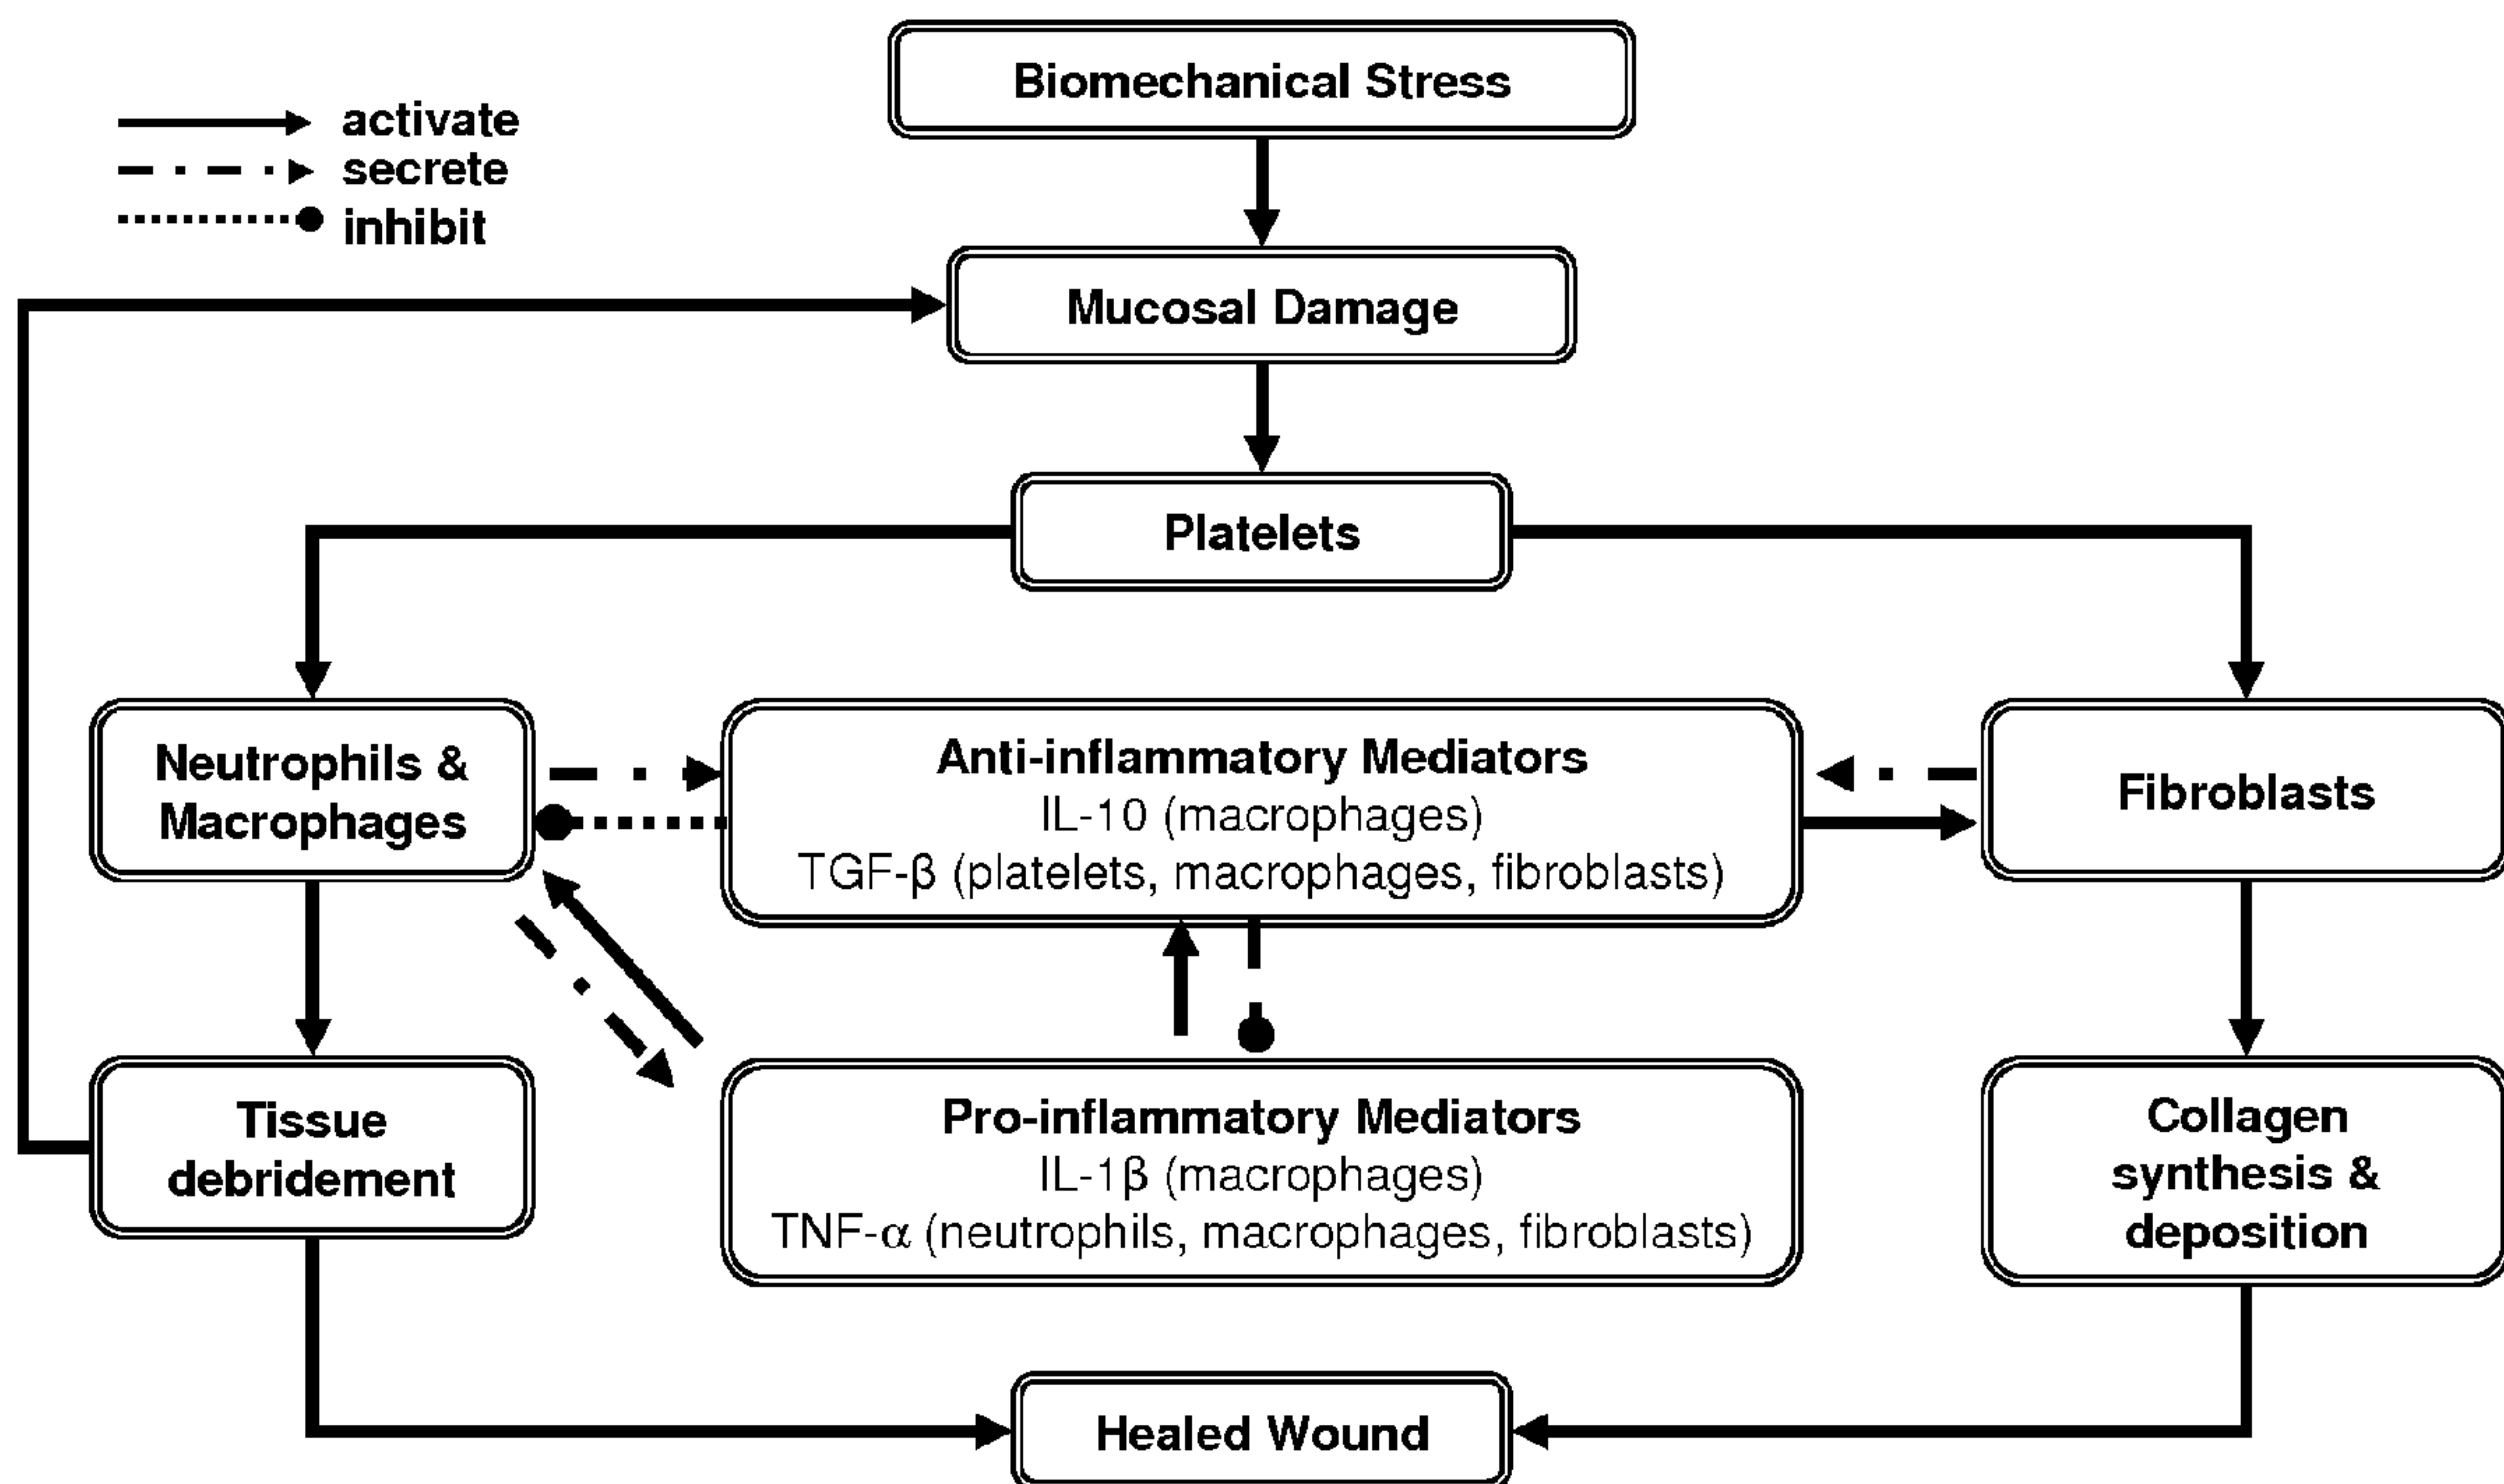 Biomechanical Stress
activate
secrete
inhibit
Mucosal Damage
Platelets
Neutrophils &
Macrophages
Anti-inflammatory Mediators
IL-10 (macrophages)
TGF-β (platelets, macrophages, fibroblasts)
Fibroblasts
Tissue
debridement
Pro-inflammatory Mediators
IL-1β (macrophages)
TNF-α (neutrophils, macrophages, fibroblasts)
Collagen
synthesis &
deposition
Healed Wound